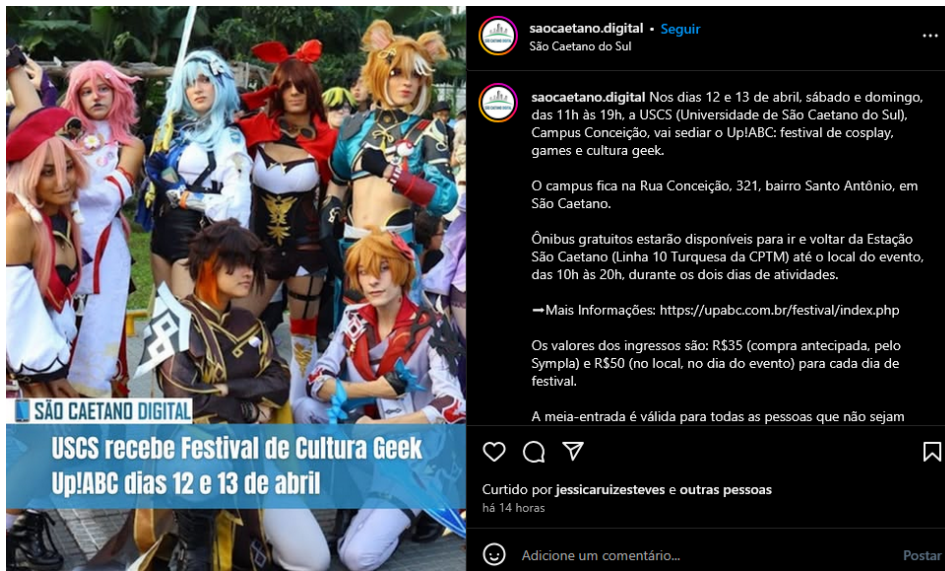 SÃO CAETANO DIGITAL
USCS recebe Festival de Cultura Geek
Up!ABC dias 12 e 13 de abril
saocaetano.digital • Seguir
São Caetano do Sul
saocaetano.digital Nos dias 12 e 13 de abril, sábado e domingo,
das 11h às 19h, a USCS (Universidade de São Caetano do Sul),
Campus Conceição, vai sediar o Up!ABC: festival de cosplay,
games e cultura geek.
O campus fica na Rua Conceição, 321, bairro Santo Antônio, em
São Caetano.
Ônibus gratuitos estarão disponíveis para ir e voltar da Estação
São Caetano (Linha 10 Turquesa da CPTM) até o local do evento,
das 10h às 20h, durante os dois dias de atividades.
➞Mais Informações: https://upabc.com.br/festival/index.php
Os valores dos ingressos são: R$35 (compra antecipada, pelo
Sympla) e R$50 (no local, no dia do evento) para cada dia de
festival.
A meia-entrada é válida para todas as pessoas que não sejam
Curtido por jessicaruizesteves e outras pessoas
há 14 horas
Adicione um comentário...
Postar